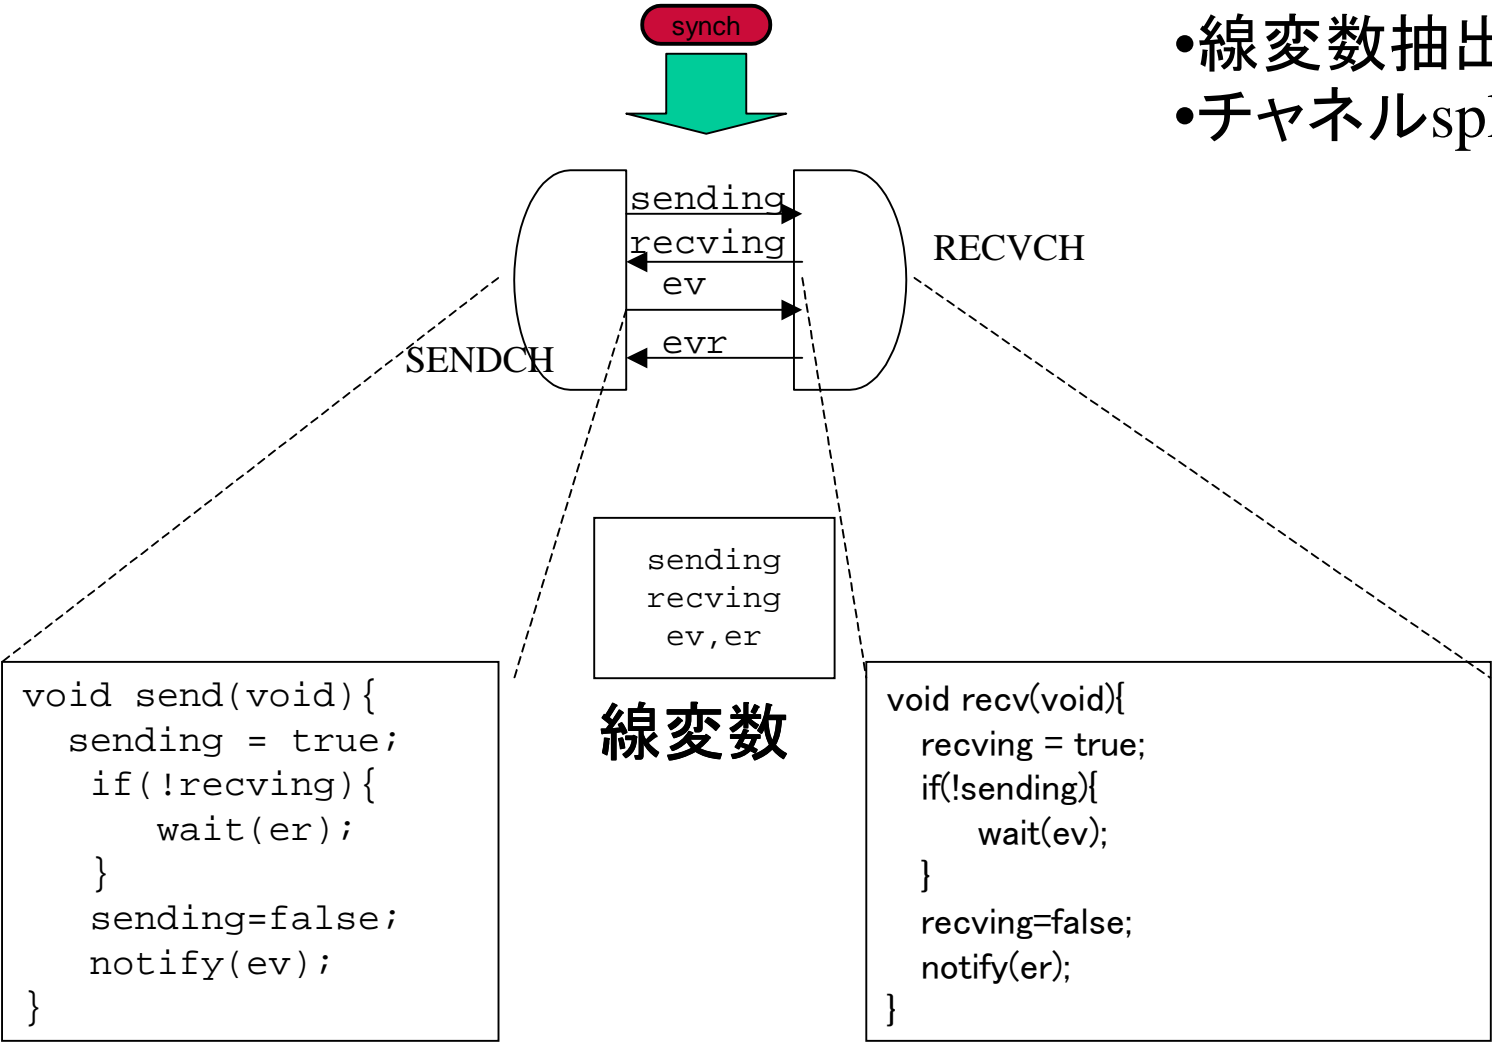 synch
•線変数抽出
•チャネルspl
sending
recving
ev
evr
RECVCH
SENDCH
sending
recving
ev,er
線変数
void send(void){
sending = true;
if(!recving){
wait(er);
}
sending=false;
notify(ev);
}
void recv(void){
recving = true;
if(!sending){
wait(ev);
}
recving=false;
notify(er);
}